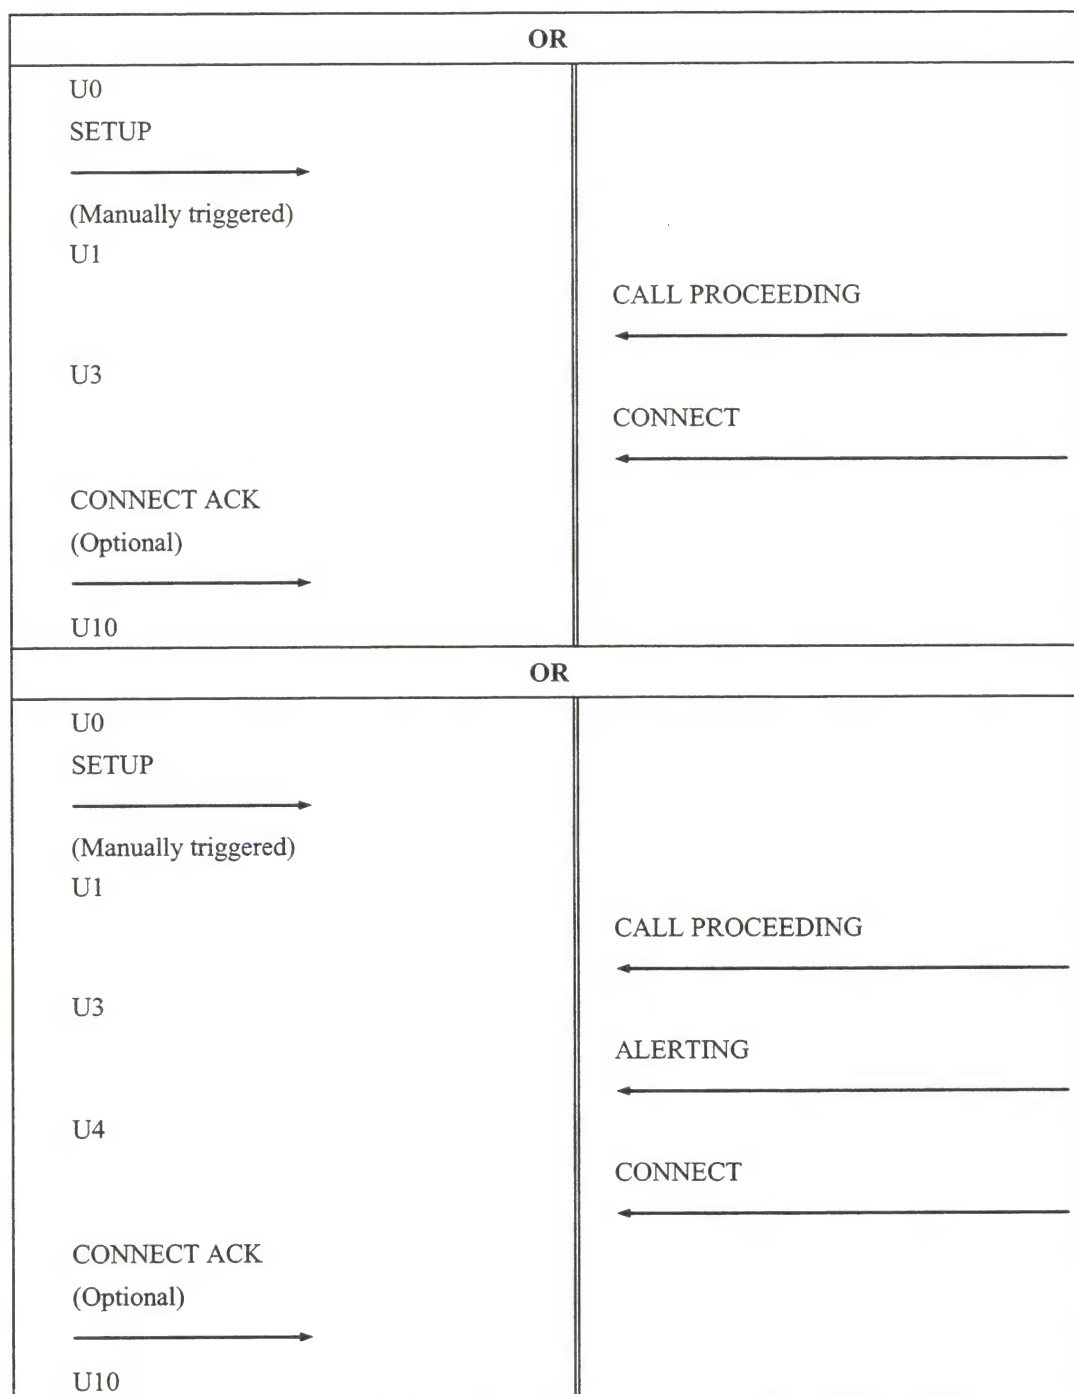 OR
U0
SETUP
(Manually triggered)
U1
CALL PROCEEDING
U3
CONNECT
CONNECT ACK
(Optional)
U10
OR
U0
SETUP
(Manually triggered)
U1
CALL PROCEEDING
U3
ALERTING
U4
CONNECT
CONNECT ACK
(Optional)
U10